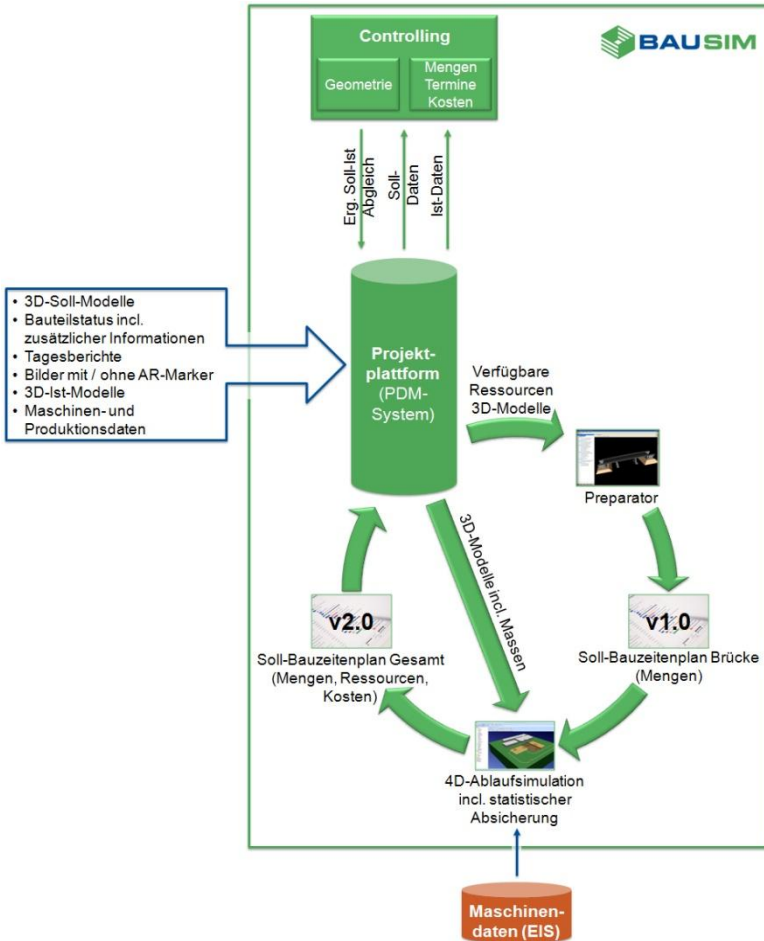 Controlling
BAUSIM
Geometrie
Mengen
Termine
Kosten
Erg. Soll-Ist
Abgleich
Soll-
Daten
Ist-Daten
• 3D-Soll-Modelle
• Bauteilstatus incl.
zusätzlicher Informationen
• Tagesberichte
• Bilder mit / ohne AR-Marker
• 3D-Ist-Modelle
• Maschinen- und
Produktionsdaten
Projekt-
plattform
(PDM-
System)
Verfügbare
Ressourcen
3D-Modelle
Preparator
3D-Modelle incl. Massen
v2.0
Soll-Bauzeitenplan Gesamt
(Mengen, Ressourcen,
Kosten)
v1.0
Soll-Bauzeitenplan Brücke
(Mengen)
4D-Ablaufsimulation
incl. statistischer
Absicherung
Maschinen-
daten (EIS)